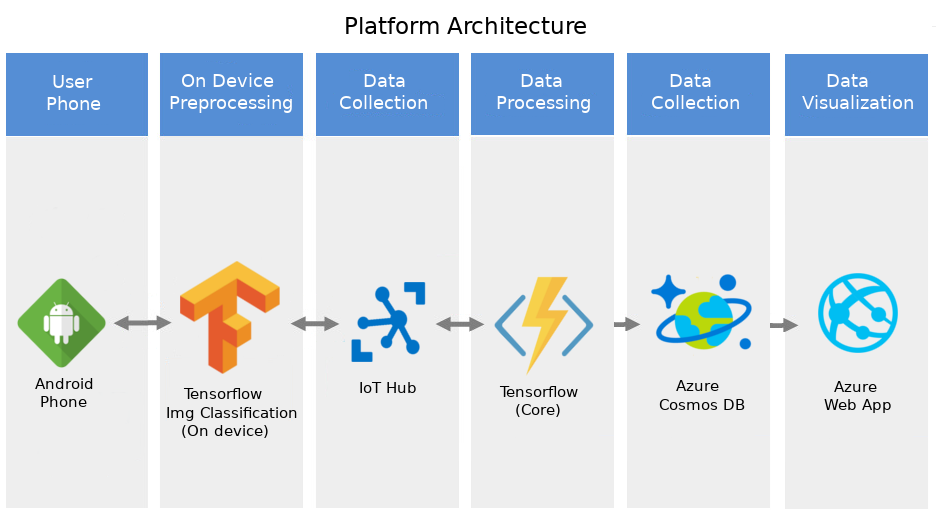 Platform Architecture
User
Phone
On Device
Preprocessing
Data
Collection
Data
Processing
Data
Collection
Data
Visualization
Android
Phone
Tensorflow
Img Classification
(On device)
IoT Hub
Tensorflow
(Core)
Azure
Cosmos DB
Azure
Web App